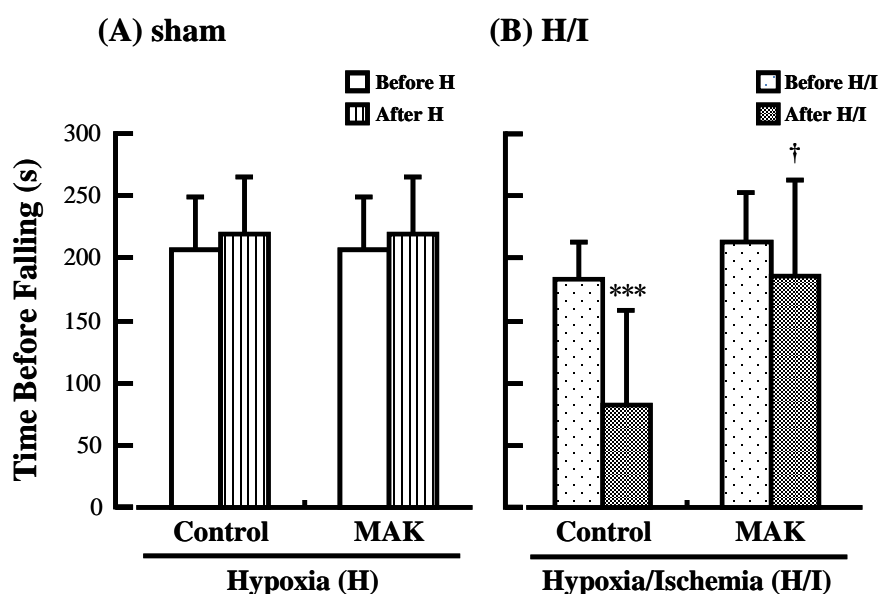 (A) sham
(B) H/I
Before H
After H
Before H/I
After H/I
Time Before Falling (s)
300
250
200
150
100
50
0
***
†
Control
MAK
Hypoxia (H)
Control
MAK
Hypoxia/Ischemia (H/I)